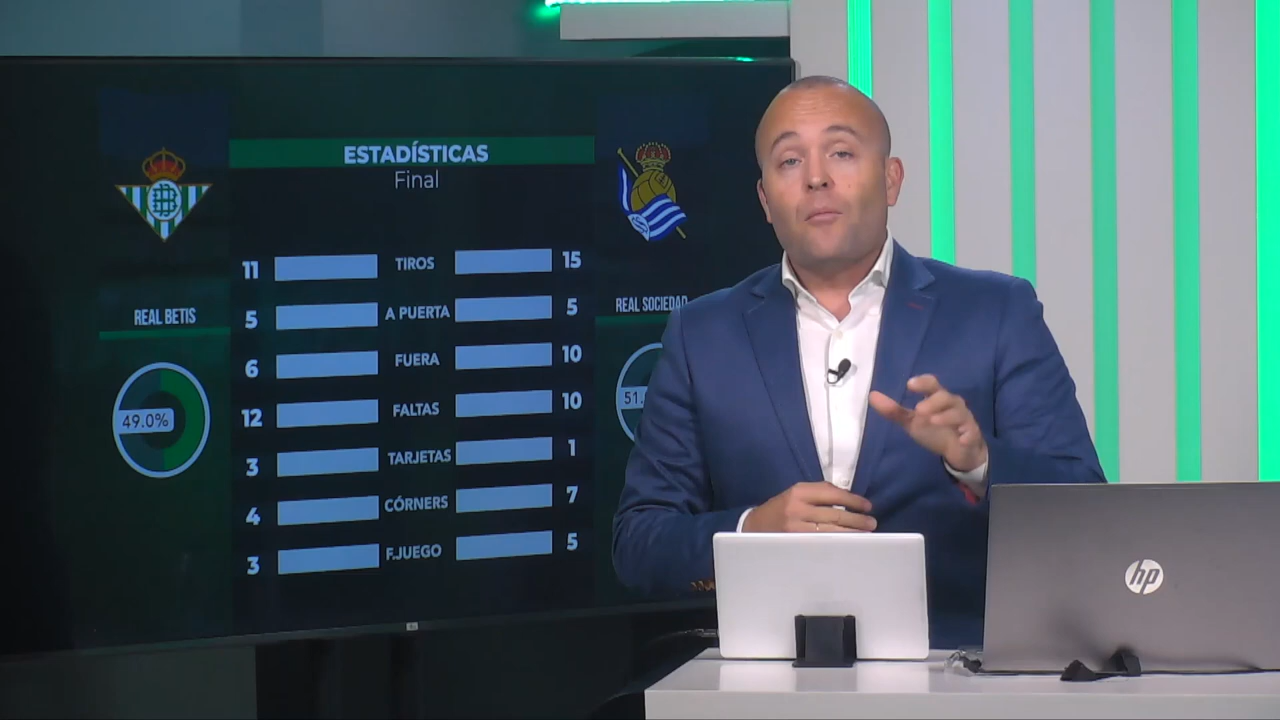 ESTADÍSTICAS
Final
11 TIROS 15
5 A PUERTA 5
6 FUERA 10
12 FALTAS 10
3 TARJETAS 1
4 CÓRNERS 7
3 F.JUEGO 5
REAL BETIS
49.0%
REAL SOCIEDAD
51.
hp